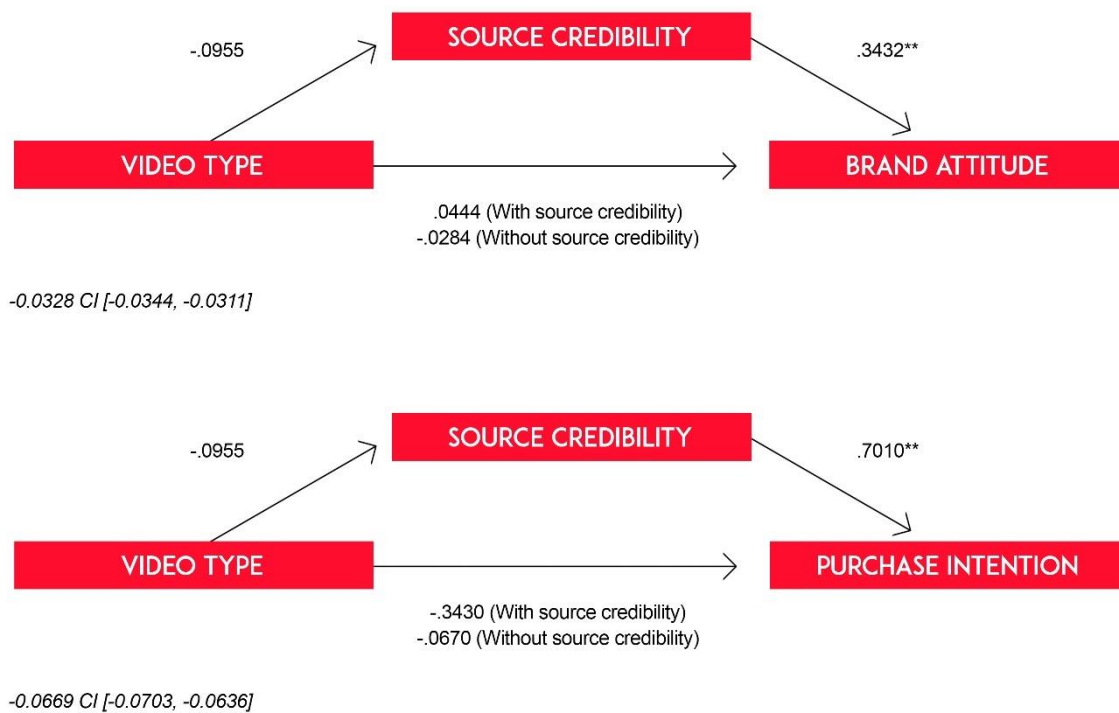 SOURCE CREDIBILITY
-.0955
.3432**
VIDEO TYPE
BRAND ATTITUDE
.0444 (With source credibility)
-.0284 (Without source credibility)
-0.0328 CI [-0.0344, -0.0311]
SOURCE CREDIBILITY
-.0955
.7010**
VIDEO TYPE
PURCHASE INTENTION
-.3430 (With source credibility)
-.0670 (Without source credibility)
-0.0669 CI [-0.0703, -0.0636]